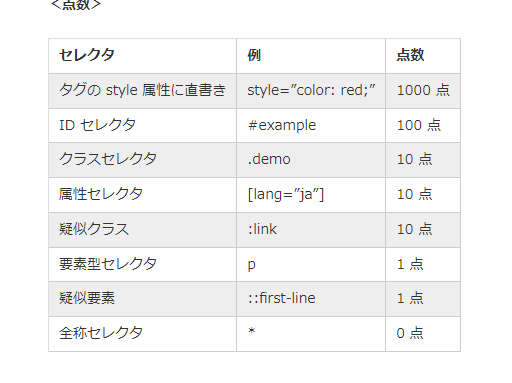 ＜点数＞
セレクタ 例 点数
タグの style 属性に直書き style=”color: red;” 1000 点
ID セレクタ #example 100 点
クラスセレクタ .demo 10 点
属性セレクタ [lang=”ja”] 10 点
疑似クラス :link 10 点
要素型セレクタ p 1 点
疑似要素 ::first-line 1 点
全称セレクタ * 0 点